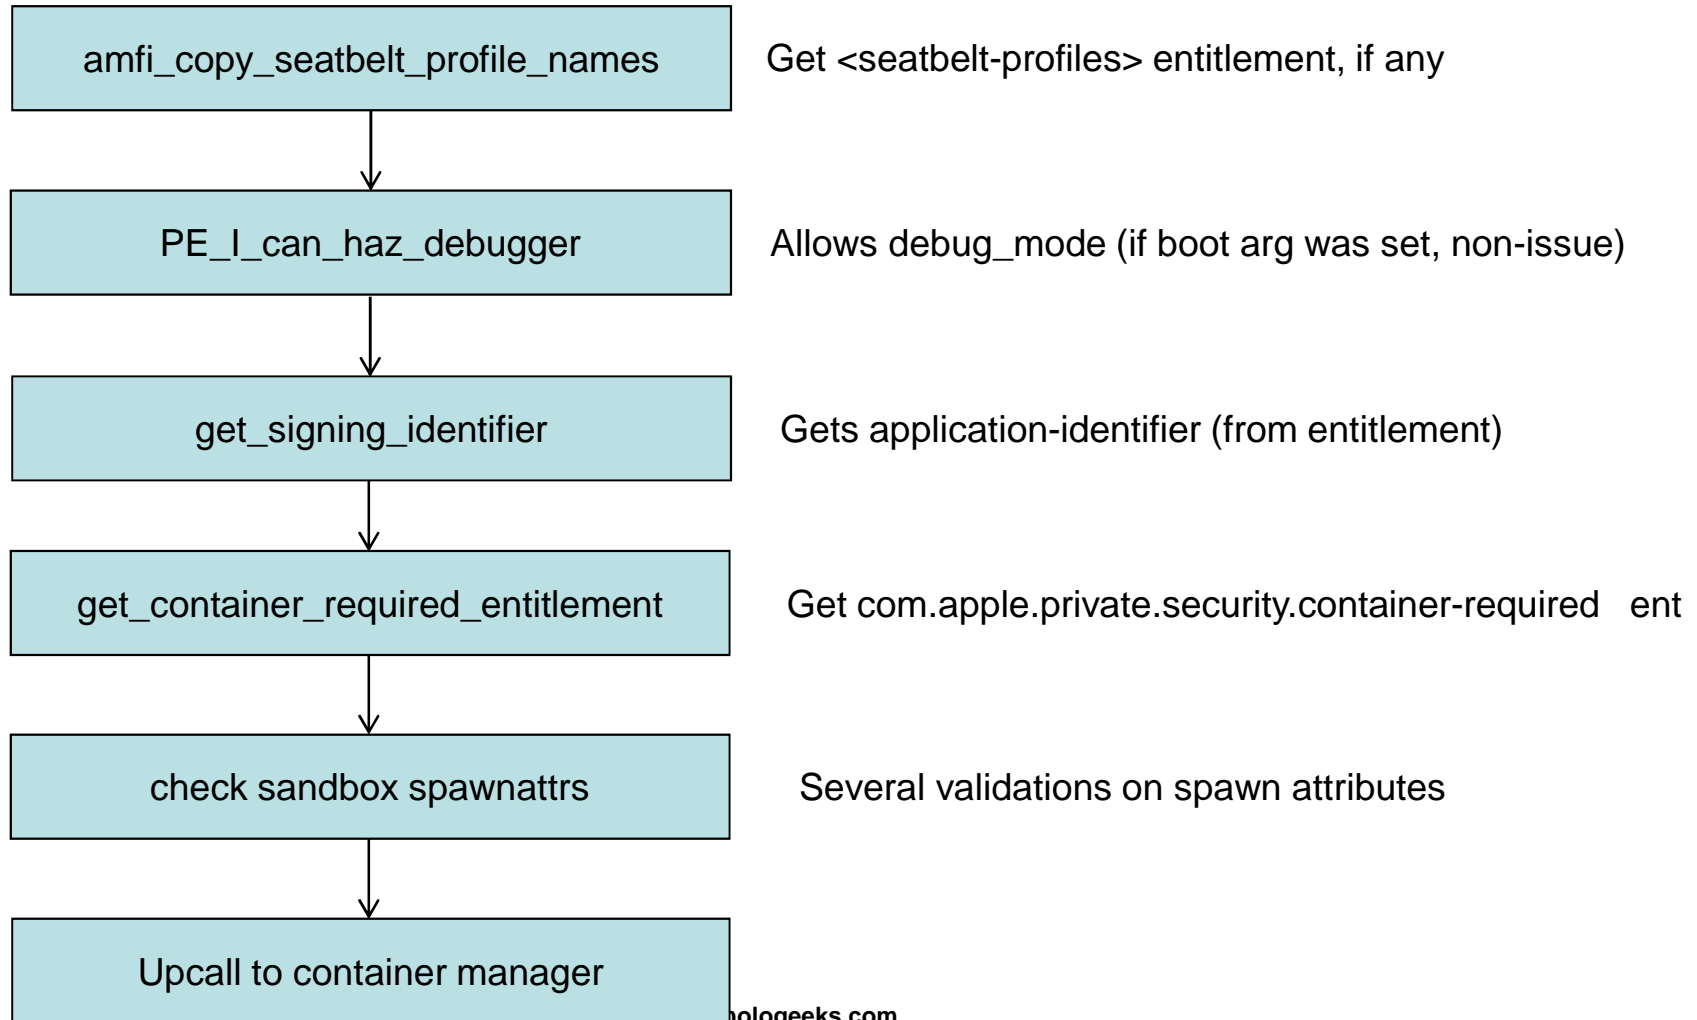 amfi_copy_seatbelt_profile_names
Get <seatbelt-profiles> entitlement, if any
PE_I_can_haz_debugger
Allows debug_mode (if boot arg was set, non-issue)
get_signing_identifier
Gets application-identifier (from entitlement)
get_container_required_entitlement
Get com.apple.private.security.container-required ent
check sandbox spawnattrs
Several validations on spawn attributes
Upcall to container manager